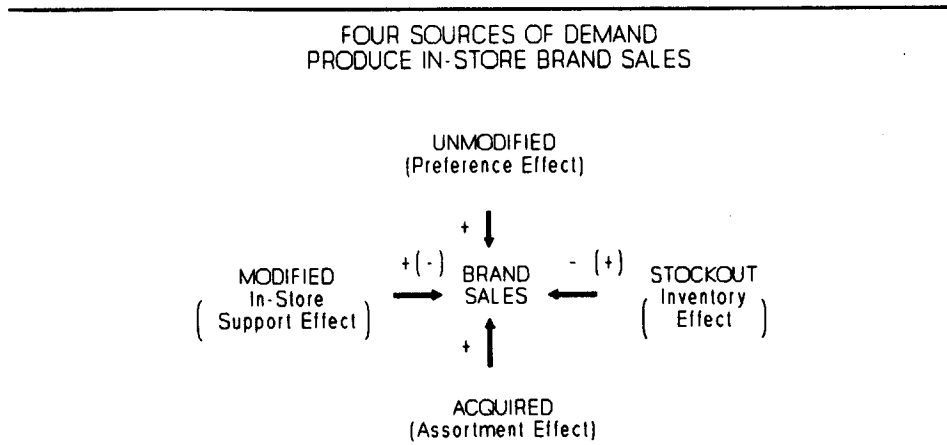 FOUR SOURCES OF DEMAND
PRODUCE IN-STORE BRAND SALES
UNMODIFIED
(Preference Effect)
+
+(-)
- (+)
MODIFIED
(In-Store
Support Effect)
BRAND
SALES
STOCKOUT
(Inventory
Effect)
+
ACQUIRED
(Assortment Effect)